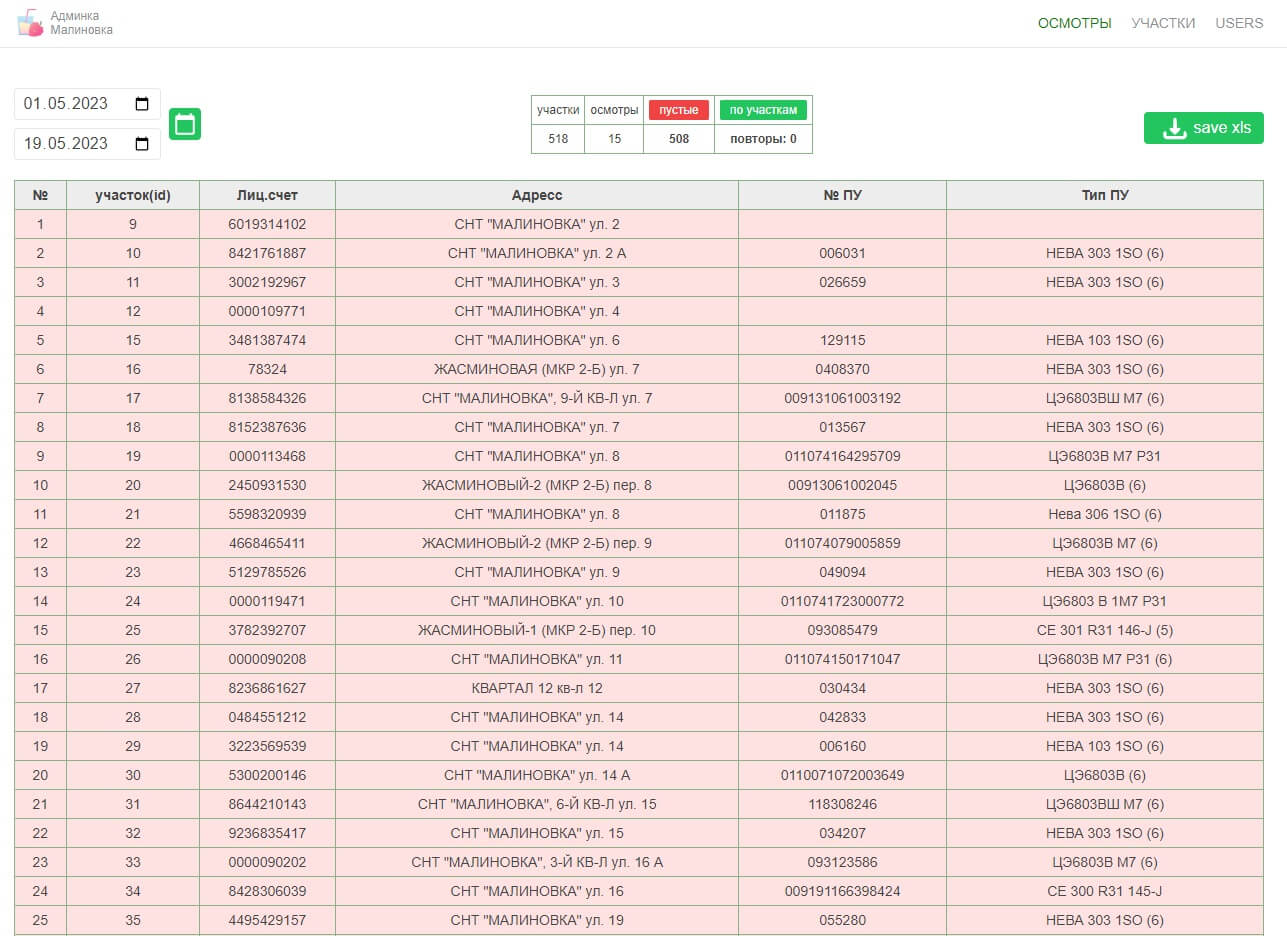 Админка
Малиновка
ОСМОТРЫ УЧАСТКИ USERS
01.05.2023
19.05.2023
участки осмотры пустые по участкам
518 15 508 повторы: 0
save xls
№ участок(id) Лиц.счет Адресс № ПУ Тип ПУ
1 9 6019314102 СНТ "МАЛИНОВКА" ул. 2
2 10 8421761887 СНТ "МАЛИНОВКА" ул. 2 А 006031 НЕВА 303 1SO (6)
3 11 3002192967 СНТ "МАЛИНОВКА" ул. 3 026659 НЕВА 303 1SO (6)
4 12 0000109771 СНТ "МАЛИНОВКА" ул. 4
5 15 3481387474 СНТ "МАЛИНОВКА" ул. 6 129115 НЕВА 103 1SO (6)
6 16 78324 ЖАСМИНОВАЯ (МКР 2-Б) ул. 7 0408370 НЕВА 303 1SO (6)
7 17 8138584326 СНТ "МАЛИНОВКА", 9-Й КВ-Л ул. 7 009131061003192 ЦЭ6803ВШ М7 (6)
8 18 8152387636 СНТ "МАЛИНОВКА" ул. 7 013567 НЕВА 303 1SO (6)
9 19 0000113468 СНТ "МАЛИНОВКА" ул. 8 011074164295709 ЦЭ6803В М7 Р31
10 20 2450931530 ЖАСМИНОВЫЙ-2 (МКР 2-Б) пер. 8 00913061002045 ЦЭ6803В (6)
11 21 5598320939 СНТ "МАЛИНОВКА" ул. 8 011875 Нева 306 1SO (6)
12 22 4668465411 ЖАСМИНОВЫЙ-2 (МКР 2-Б) пер. 9 011074079005859 ЦЭ6803В М7 (6)
13 23 5129785526 СНТ "МАЛИНОВКА" ул. 9 049094 НЕВА 303 1SO (6)
14 24 0000119471 СНТ "МАЛИНОВКА" ул. 10 0110741723000772 ЦЭ6803 В 1М7 Р31
15 25 3782392707 ЖАСМИНОВЫЙ-1 (МКР 2-Б) пер. 10 093085479 СЕ 301 R31 146-J (5)
16 26 0000090208 СНТ "МАЛИНОВКА" ул. 11 011074150171047 ЦЭ6803В М7 Р31 (6)
17 27 8236861627 КВАРТАЛ 12 кв-л 12 030434 НЕВА 303 1SO (6)
18 28 0484551212 СНТ "МАЛИНОВКА" ул. 14 042833 НЕВА 303 1SO (6)
19 29 3223569539 СНТ "МАЛИНОВКА" ул. 14 006160 НЕВА 103 1SO (6)
20 30 5300200146 СНТ "МАЛИНОВКА" ул. 14 А 0110071072003649 ЦЭ6803В (6)
21 31 8644210143 СНТ "МАЛИНОВКА", 6-Й КВ-Л ул. 15 118308246 ЦЭ6803ВШ М7 (6)
22 32 9236835417 СНТ "МАЛИНОВКА" ул. 15 034207 НЕВА 303 1SO (6)
23 33 0000090202 СНТ "МАЛИНОВКА", 3-Й КВ-Л ул. 16 А 093123586 ЦЭ6803В М7 (6)
24 34 8428306039 СНТ "МАЛИНОВКА" ул. 16 009191166398424 СЕ 300 R31 145-J
25 35 4495429157 СНТ "МАЛИНОВКА" ул. 19 055280 НЕВА 303 1SO (6)